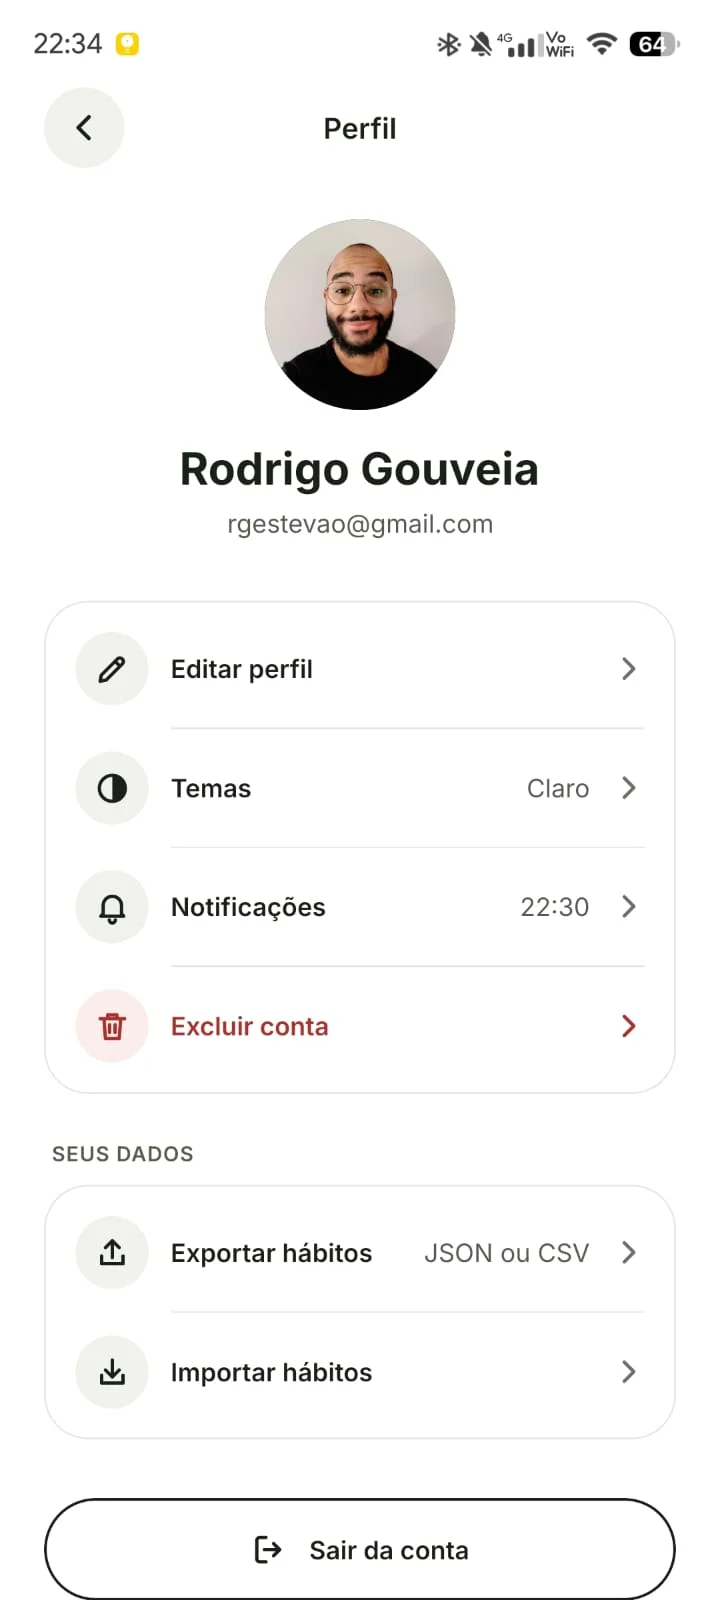 22:34
4G
Vo
WiFi
64
Perfil
Rodrigo Gouveia
rgestevao@gmail.com
Editar perfil
Temas Claro
Notificações 22:30
Excluir conta
SEUS DADOS
Exportar hábitos JSON ou CSV
Importar hábitos
Sair da conta